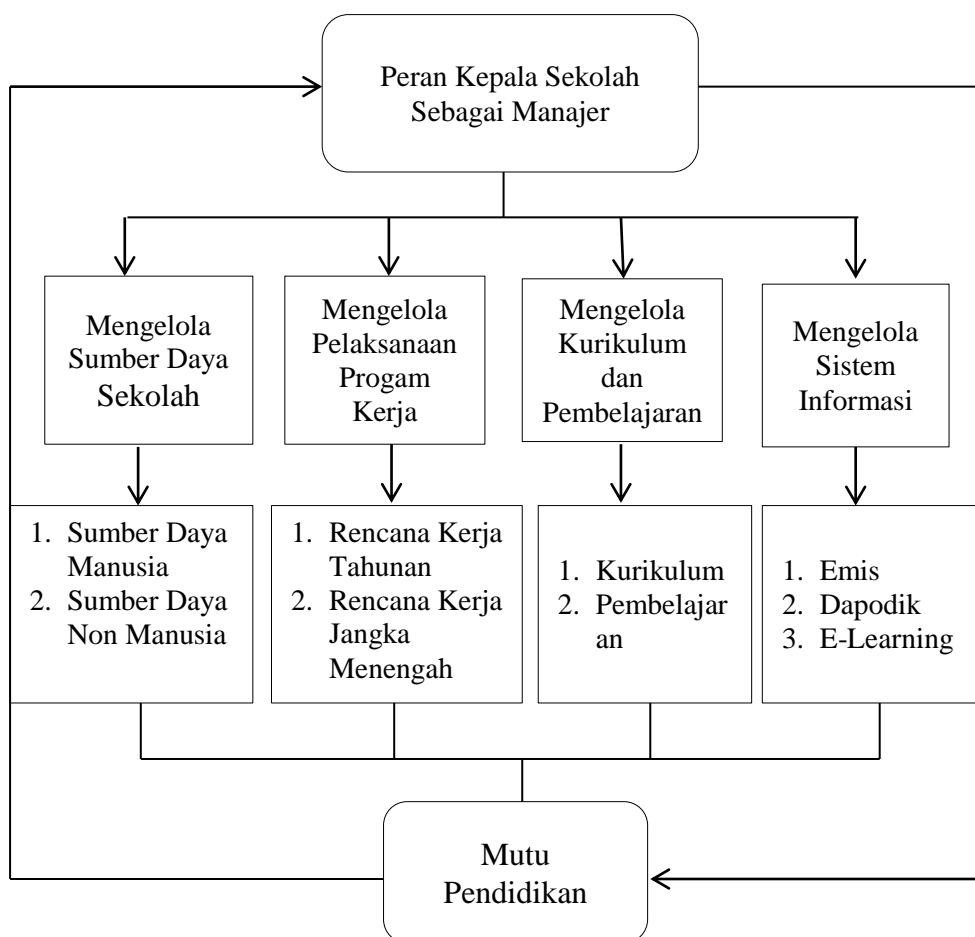 Peran Kepala Sekolah
Sebagai Manajer
Mengelola
Sumber Daya
Sekolah
Mengelola
Pelaksanaan
Progam
Kerja
Mengelola
Kurikulum
dan
Pembelajaran
Mengelola
Sistem
Informasi
1. Sumber Daya
Manusia
2. Sumber Daya
Non Manusia
1. Rencana Kerja
Tahunan
2. Rencana Kerja
Jangka
Menengah
1. Kurikulum
2. Pembelajar
an
1. Emis
2. Dapodik
3. E-Learning
Mutu
Pendidikan